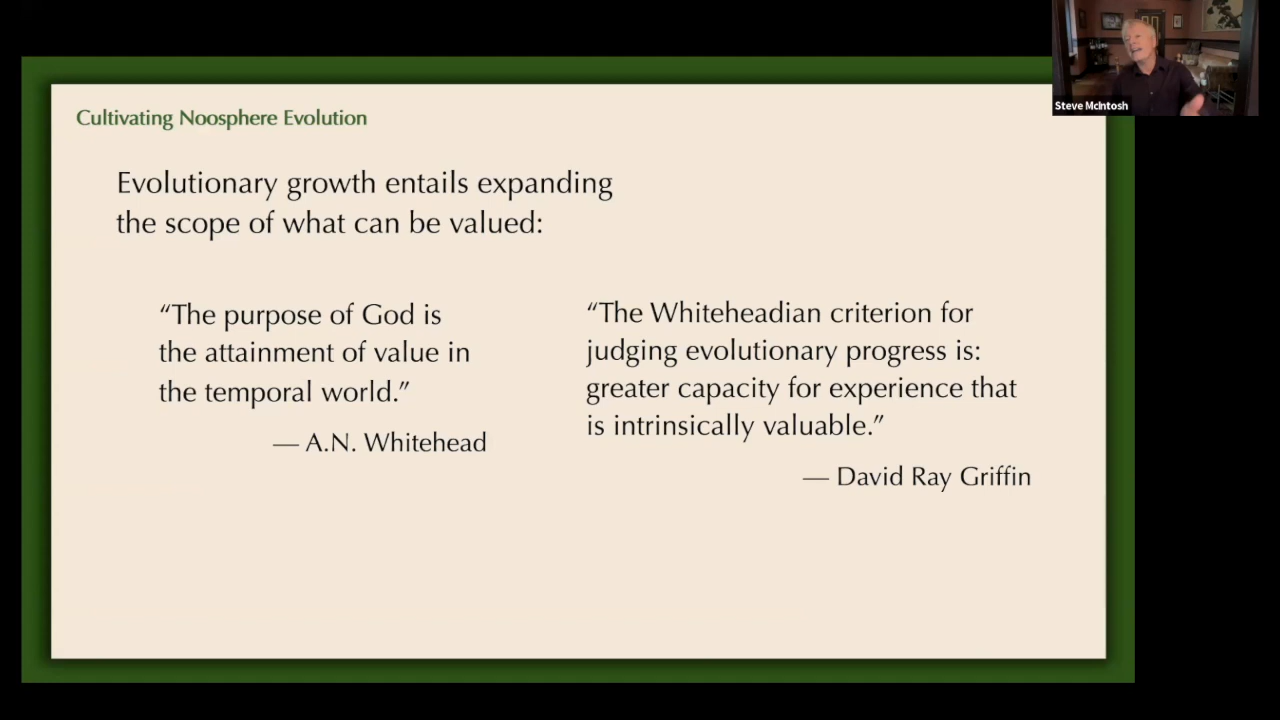 Steve McIntosh
Cultivating Noosphere Evolution
Evolutionary growth entails expanding
the scope of what can be valued:
“The purpose of God is
the attainment of value in
the temporal world.”
— A.N. Whitehead
“The Whiteheadian criterion for
judging evolutionary progress is:
greater capacity for experience that
is intrinsically valuable.”
— David Ray Griffin